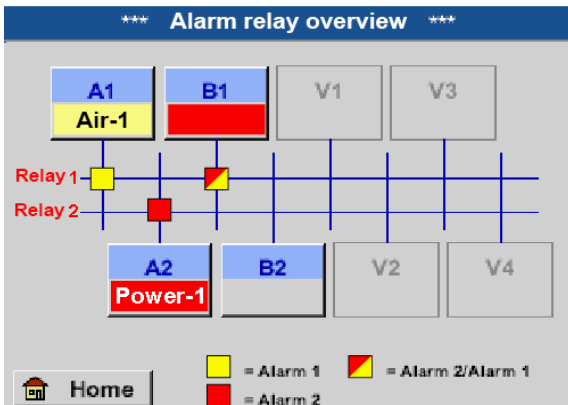 *** Alarm relay overview ***
A1 B1 V1 V3
Air-1
Relay 1
Relay 2
A2 B2 V2 V4
Power-1
Home
= Alarm 1 = Alarm 2/Alarm 1
= Alarm 2